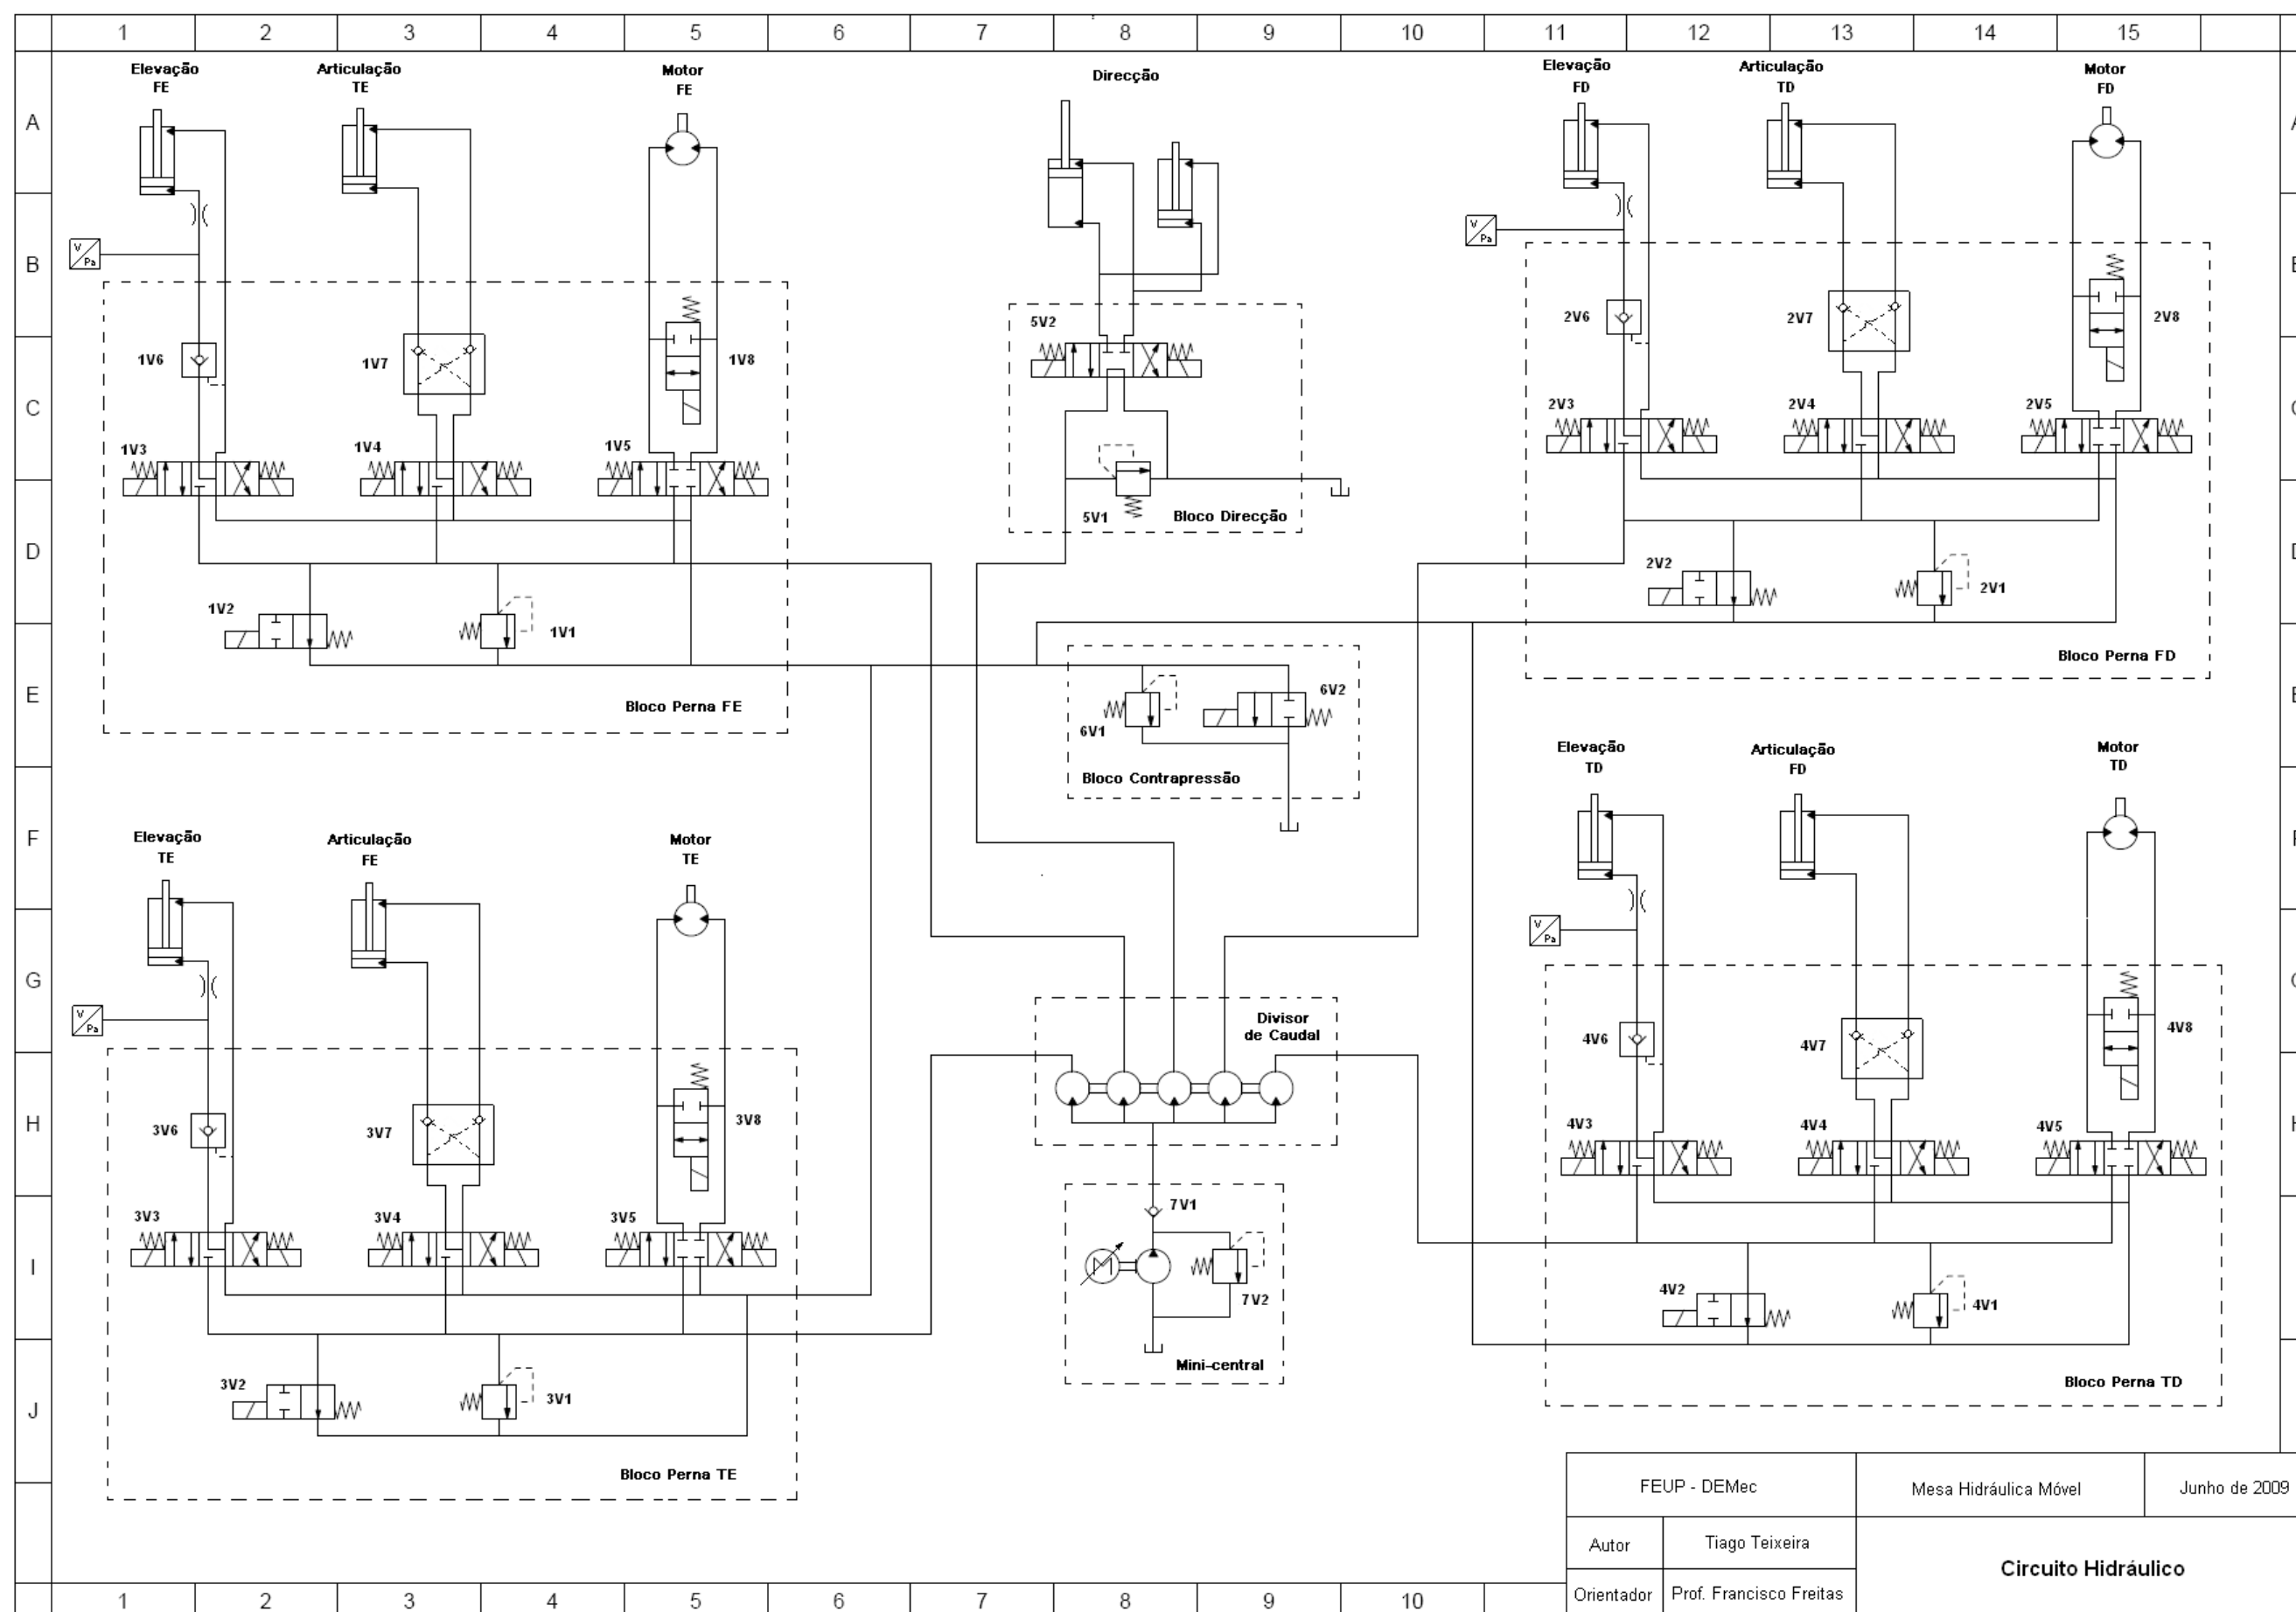 1 2 3 4 5 6 7 8 9 10 11 12 13 14 15
A
B
C
D
E
F
G
H
I
J
Elevação
FE
Articulação
TE
Motor
FE
V
Pa
1V6
1V7
1V8
1V3
1V4
1V5
1V2
1V1
Bloco Perna FE
Direcção
5V2
5V1
Bloco Direcção
Elevação
FD
Articulação
TD
Motor
FD
V
Pa
2V6
2V7
2V8
2V3
2V4
2V5
2V2
2V1
Bloco Perna FD
6V1
6V2
Bloco Contrapressão
Elevação
TE
Articulação
FE
Motor
TE
V
Pa
3V6
3V7
3V8
3V3
3V4
3V5
3V2
3V1
Bloco Perna TE
Divisor
de Caudal
7V1
M
7V2
Mini-central
Elevação
TD
Articulação
FD
Motor
TD
V
Pa
4V6
4V7
4V8
4V3
4V4
4V5
4V2
4V1
Bloco Perna TD
FEUP - DEMec
Mesa Hidráulica Móvel
Junho de 2009
Autor
Tiago Teixeira
Circuito Hidráulico
Orientador
Prof. Francisco Freitas
1 2 3 4 5 6 7 8 9 10